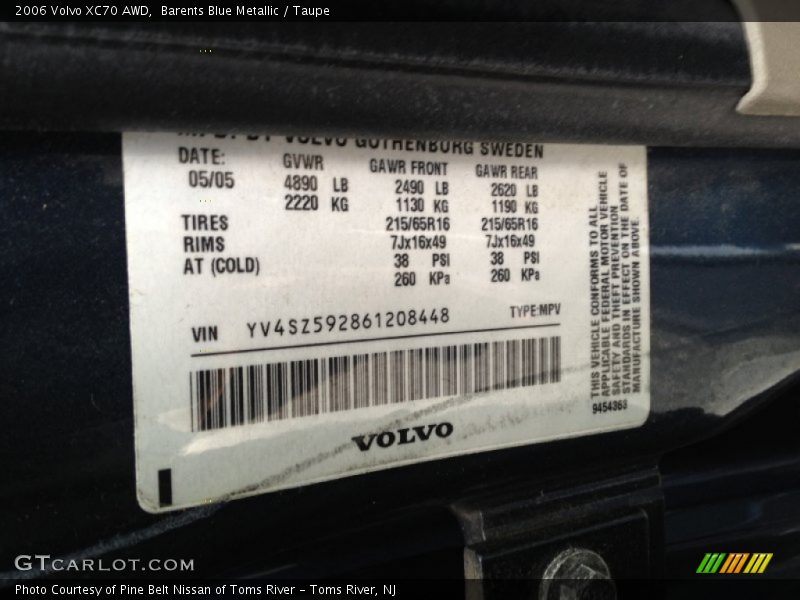 2006 Volvo XC70 AWD, Barents Blue Metallic / Taupe
VOLVO GOTHENBURG SWEDEN
DATE: GVWR GAWR FRONT GAWR REAR
05/05 4890 LB 2490 LB 2620 LB
2220 KG 1130 KG 1190 KG
TIRES 215/65R16 215/65R16
RIMS 7Jx16x49 7Jx16x49
AT (COLD) 38 PSI 38 PSI
260 KPa 260 KPa
VIN YV4SZ592861208448 TYPE:MPV
VOLVO
THIS VEHICLE CONFORMS TO ALL
APPLICABLE FEDERAL MOTOR VEHICLE
SAFETY AND THEFT PREVENTION
STANDARDS IN EFFECT ON THE DATE OF
MANUFACTURE SHOWN ABOVE.
9454363
GTCARLOT.COM
Photo Courtesy of Pine Belt Nissan of Toms River – Toms River, NJ